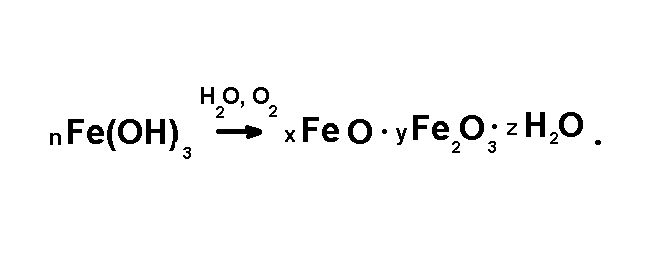 H₂O, O₂
nFe(OH)₃ → xFeO · yFe₂O₃ · zH₂O .